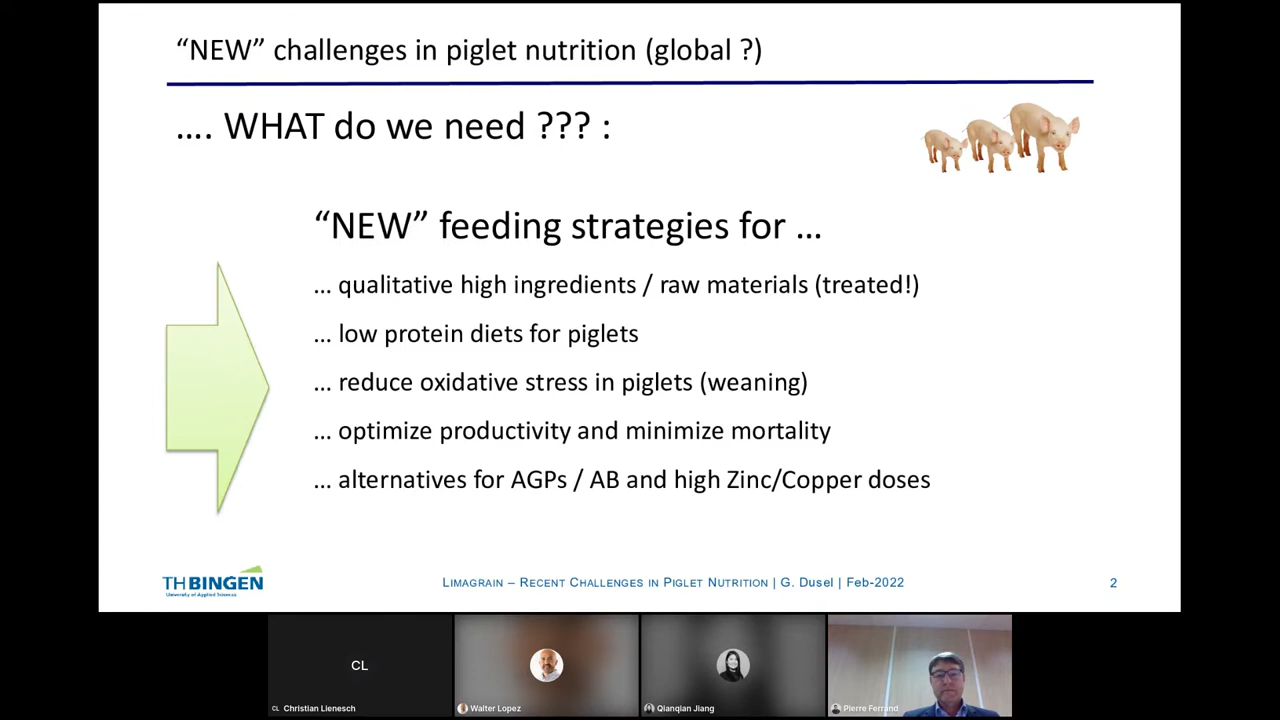 “NEW” challenges in piglet nutrition (global ?)
…. WHAT do we need ??? :
“NEW” feeding strategies for …
… qualitative high ingredients / raw materials (treated!)
… low protein diets for piglets
… reduce oxidative stress in piglets (weaning)
… optimize productivity and minimize mortality
… alternatives for AGPs / AB and high Zinc/Copper doses
TH BINGEN
University of Applied Sciences
LIMAGRAIN – RECENT CHALLENGES IN PIGLET NUTRITION | G. Dusel | Feb-2022
2
CL
CL Christian Lienesch
Walter Lopez
Qianqian Jiang
Pierre Ferrand